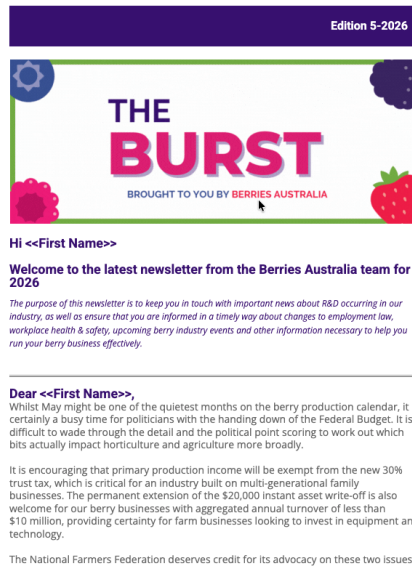 Edition 5-2026
THE
BURST
BROUGHT TO YOU BY BERRIES AUSTRALIA
Hi <<First Name>>
Welcome to the latest newsletter from the Berries Australia team for
2026
The purpose of this newsletter is to keep you in touch with important news about R&D occurring in our
industry, as well as ensure that you are informed in a timely way about changes to employment law,
workplace health & safety, upcoming berry industry events and other information necessary to help you
run your berry business effectively.
Dear <<First Name>>,
Whilst May might be one of the quietest months on the berry production calendar, it
certainly a busy time for politicians with the handing down of the Federal Budget. It is
difficult to wade through the detail and the political point scoring to work out which
bits actually impact horticulture and agriculture more broadly.
It is encouraging that primary production income will be exempt from the new 30%
trust tax, which is critical for an industry built on multi-generational family
businesses. The permanent extension of the $20,000 instant asset write-off is also
welcome for our berry businesses with aggregated annual turnover of less than
$10 million, providing certainty for farm businesses looking to invest in equipment an
technology.
The National Farmers Federation deserves credit for its advocacy on these two issues